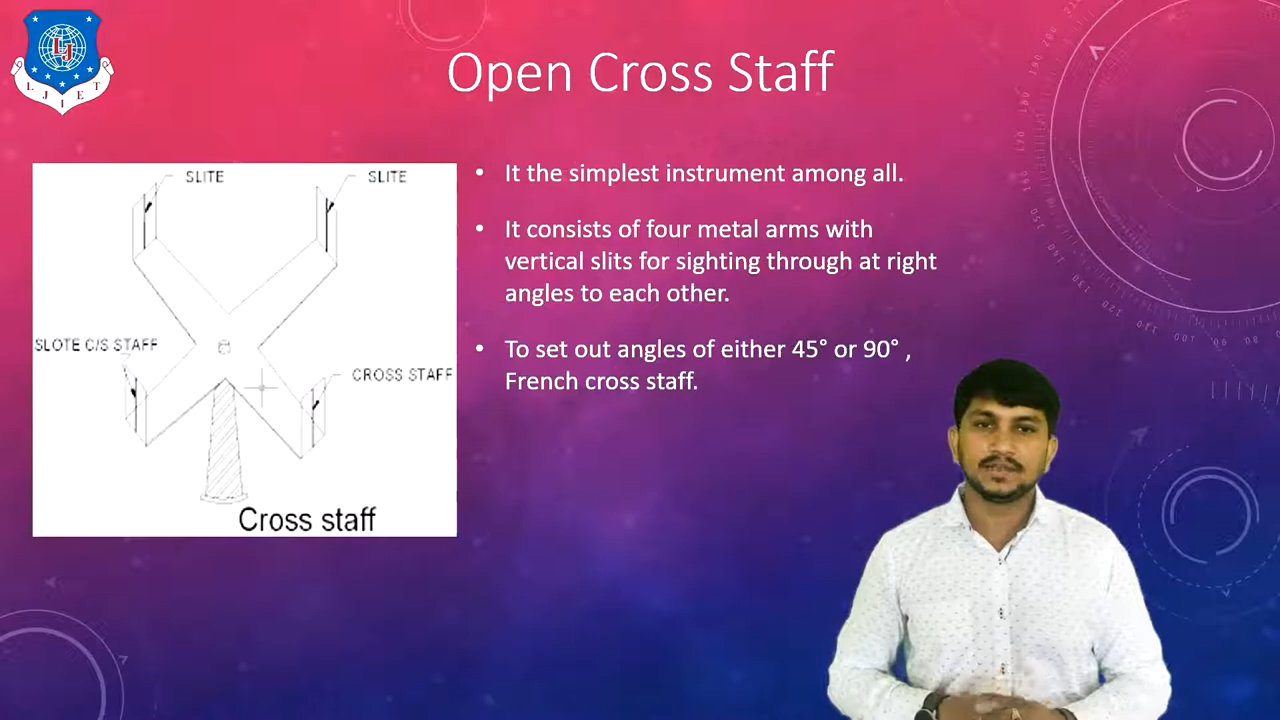 LJIET
LJ
Open Cross Staff
SLITE
SLITE
SLOTE C/S STAFF
CROSS STAFF
Cross staff
• It the simplest instrument among all.
• It consists of four metal arms with
vertical slits for sighting through at right
angles to each other.
• To set out angles of either 45° or 90° ,
French cross staff.